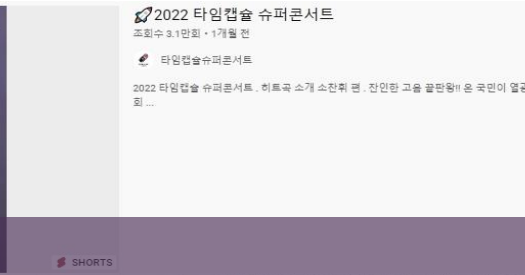 🚀2022 타임캡슐 슈퍼콘서트
조회수 3.1만회 • 1개월 전
타임캡슐슈퍼콘서트
2022 타임캡슐 슈퍼콘서트 . 히트곡 소개 소찬휘 편 . 잔인한 고음 끝판왕!! 온 국민이 열광
회 ...
SHORTS